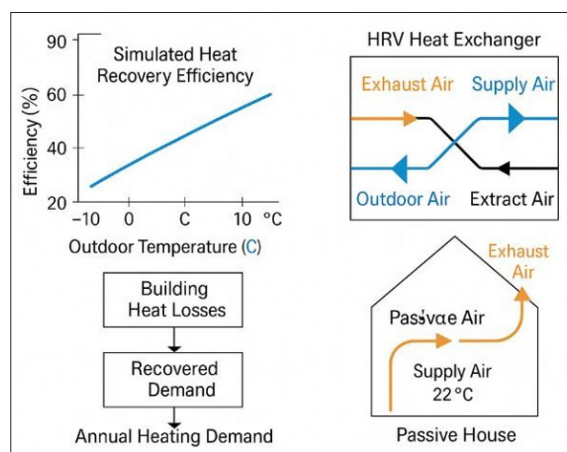 Simulated Heat
Recovery Efficiency
Efficiency (%)
90
60
40
20
−10
0
C
10
°C
Outdoor Temperature (C)
Building
Heat Losses
Recovered
Demand
Annual Heating Demand
HRV Heat Exchanger
Exhaust Air
Supply Air
Outdoor Air
Extract Air
Exhaust
Air
Air
Supply Air
22 °C
Passive House